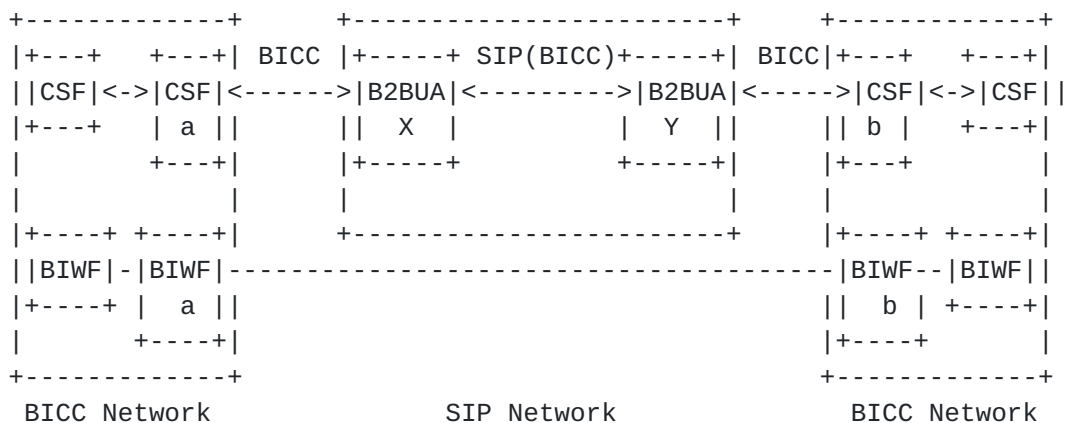 +-------------+      +------------------------+      +-------------+
|+---+   +---+| BICC |+-----+ SIP(BICC)+-----+| BICC|+---+   +---+|
||CSF|<->|CSF|<------>|B2BUA|<--------->|B2BUA|<----->|CSF|<->|CSF||
|+---+   | a ||      ||  X  |          |  Y  ||      || b |   +---+|
|        +---+|      |+-----+          +-----+|      |+---+        |
|             |      |                        |      |             |
|+----+ +----+|      +------------------------+      |+----+ +----+|
||BIWF|-|BIWF|---------------------------------------|BIWF--|BIWF||
|+----+ |  a ||                                      ||  b | +----+|
|       +----+|                                      |+----+       |
+-------------+                                      +-------------+
BICC Network               SIP Network               BICC Network